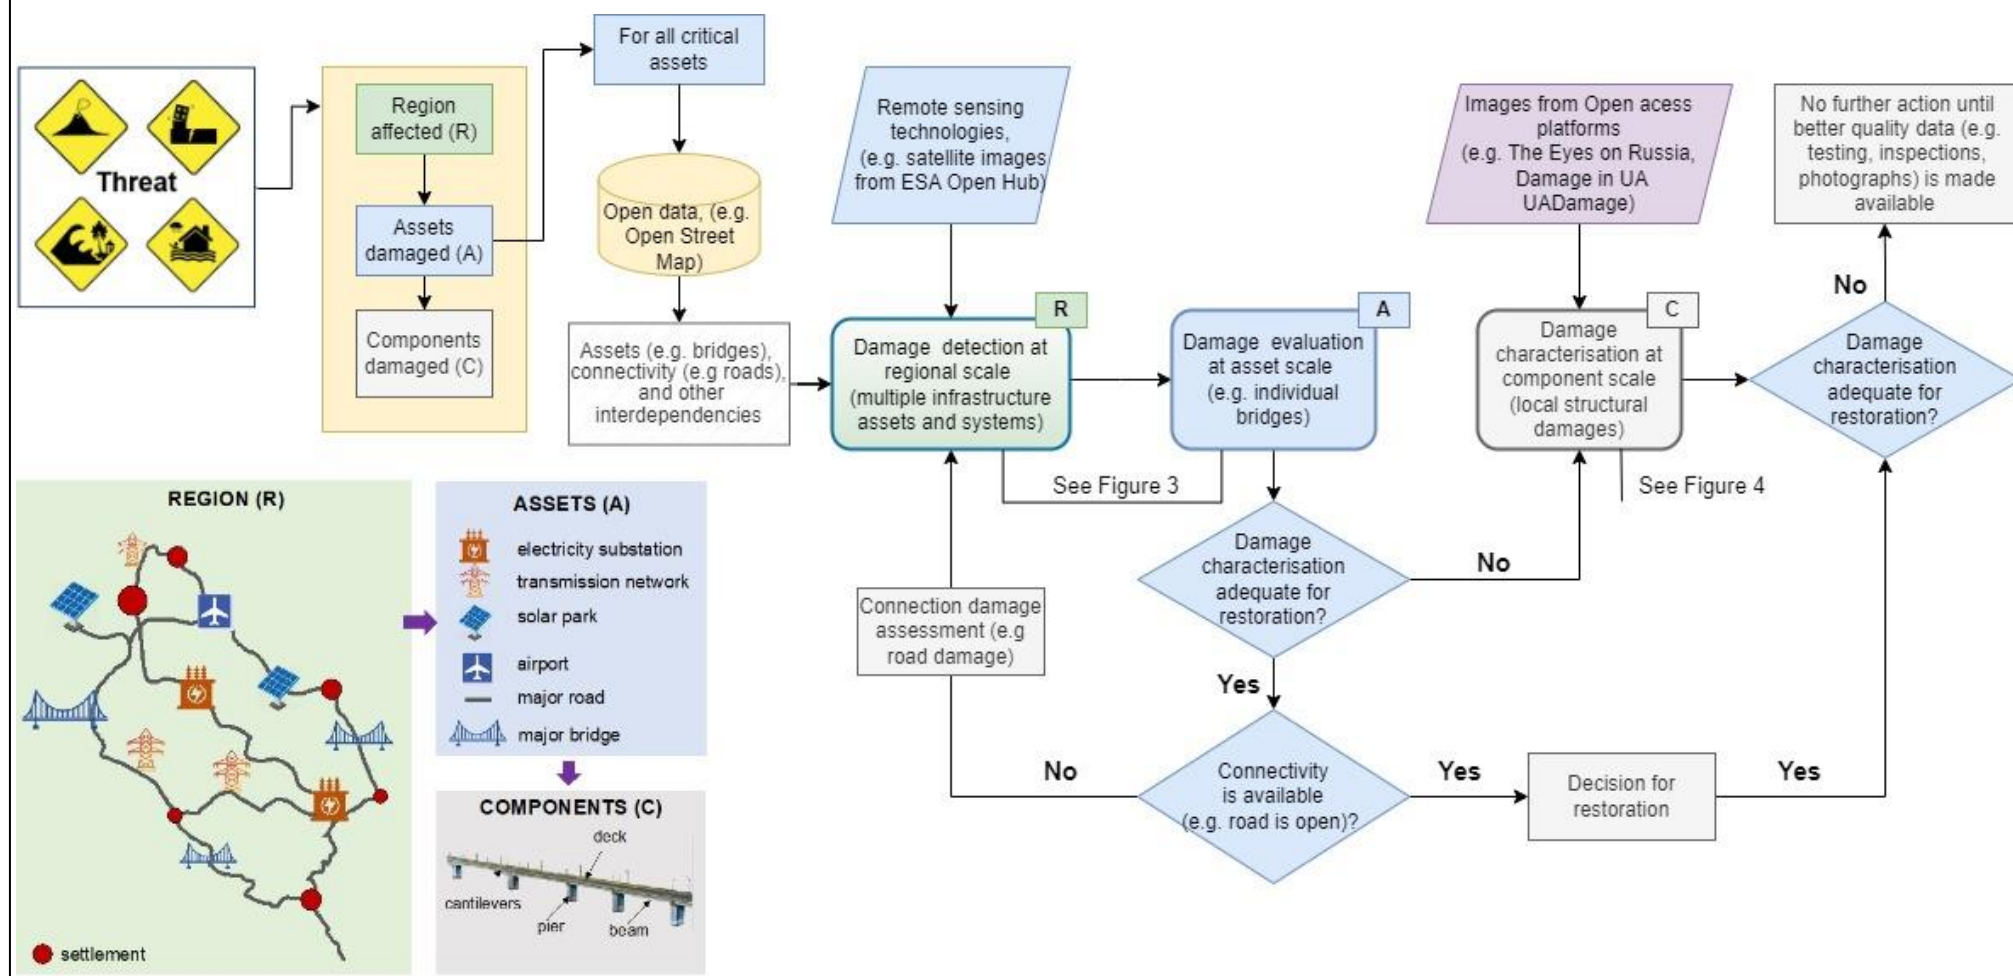 Threat
Region
affected (R)
Assets
damaged (A)
Components
damaged (C)
For all critical
assets
Open data, (e.g.
Open Street
Map)
Assets (e.g. bridges),
connectivity (e.g roads),
and other
interdependencies
Remote sensing
technologies,
(e.g. satellite images
from ESA Open Hub)
R
Damage detection at
regional scale
(multiple infrastructure
assets and systems)
A
Damage evaluation
at asset scale
(e.g. individual
bridges)
See Figure 3
Images from Open acess
platforms
(e.g. The Eyes on Russia,
Damage in UA
UADamage)
C
Damage
characterisation at
component scale
(local structural
damages)
See Figure 4
No further action until
better quality data (e.g.
testing, inspections,
photographs) is made
available
No
Damage
characterisation
adequate for
restoration?
Damage
characterisation
adequate for
restoration?
No
Yes
Connection damage
assessment (e.g
road damage)
No
Connectivity
is available
(e.g. road is open)?
Yes
Decision for
restoration
Yes
REGION (R)
settlement
ASSETS (A)
electricity substation
transmission network
solar park
airport
major road
major bridge
COMPONENTS (C)
deck
cantilevers
pier
beam